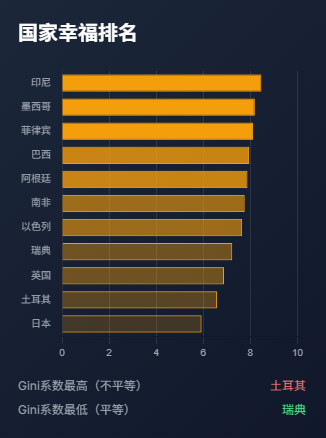 国家幸福排名
印尼
墨西哥
菲律宾
巴西
阿根廷
南非
以色列
瑞典
英国
土耳其
日本
0 2 4 6 8 10
Gini系数最高（不平等） 土耳其
Gini系数最低（平等） 瑞典